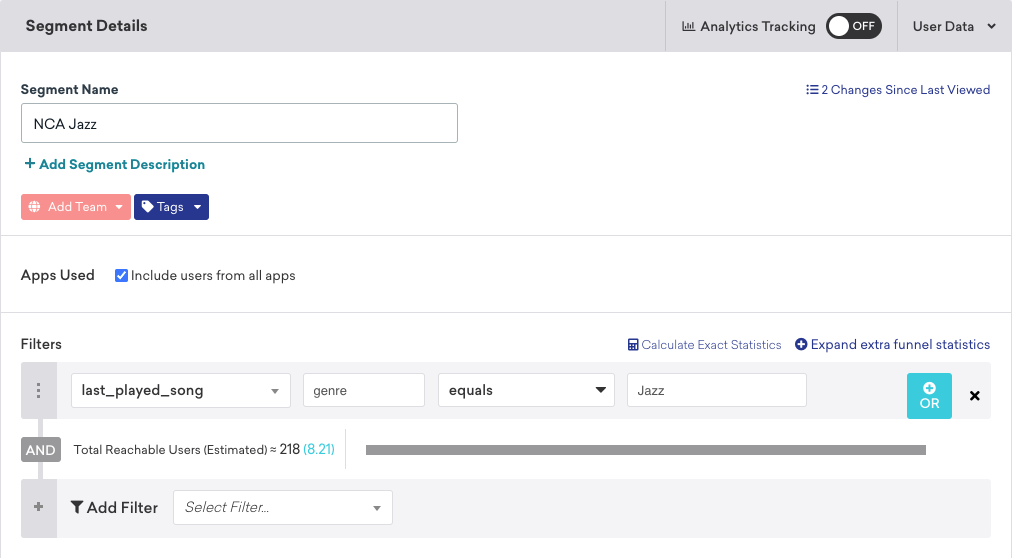 Segment Details
Analytics Tracking OFF User Data
Segment Name
2 Changes Since Last Viewed
NCA Jazz
+ Add Segment Description
Add Team Tags
Apps Used Include users from all apps
Filters
Calculate Exact Statistics Expand extra funnel statistics
last_played_song genre equals Jazz OR
AND Total Reachable Users (Estimated) ≈ 218 (8.21)
+ Add Filter Select Filter...